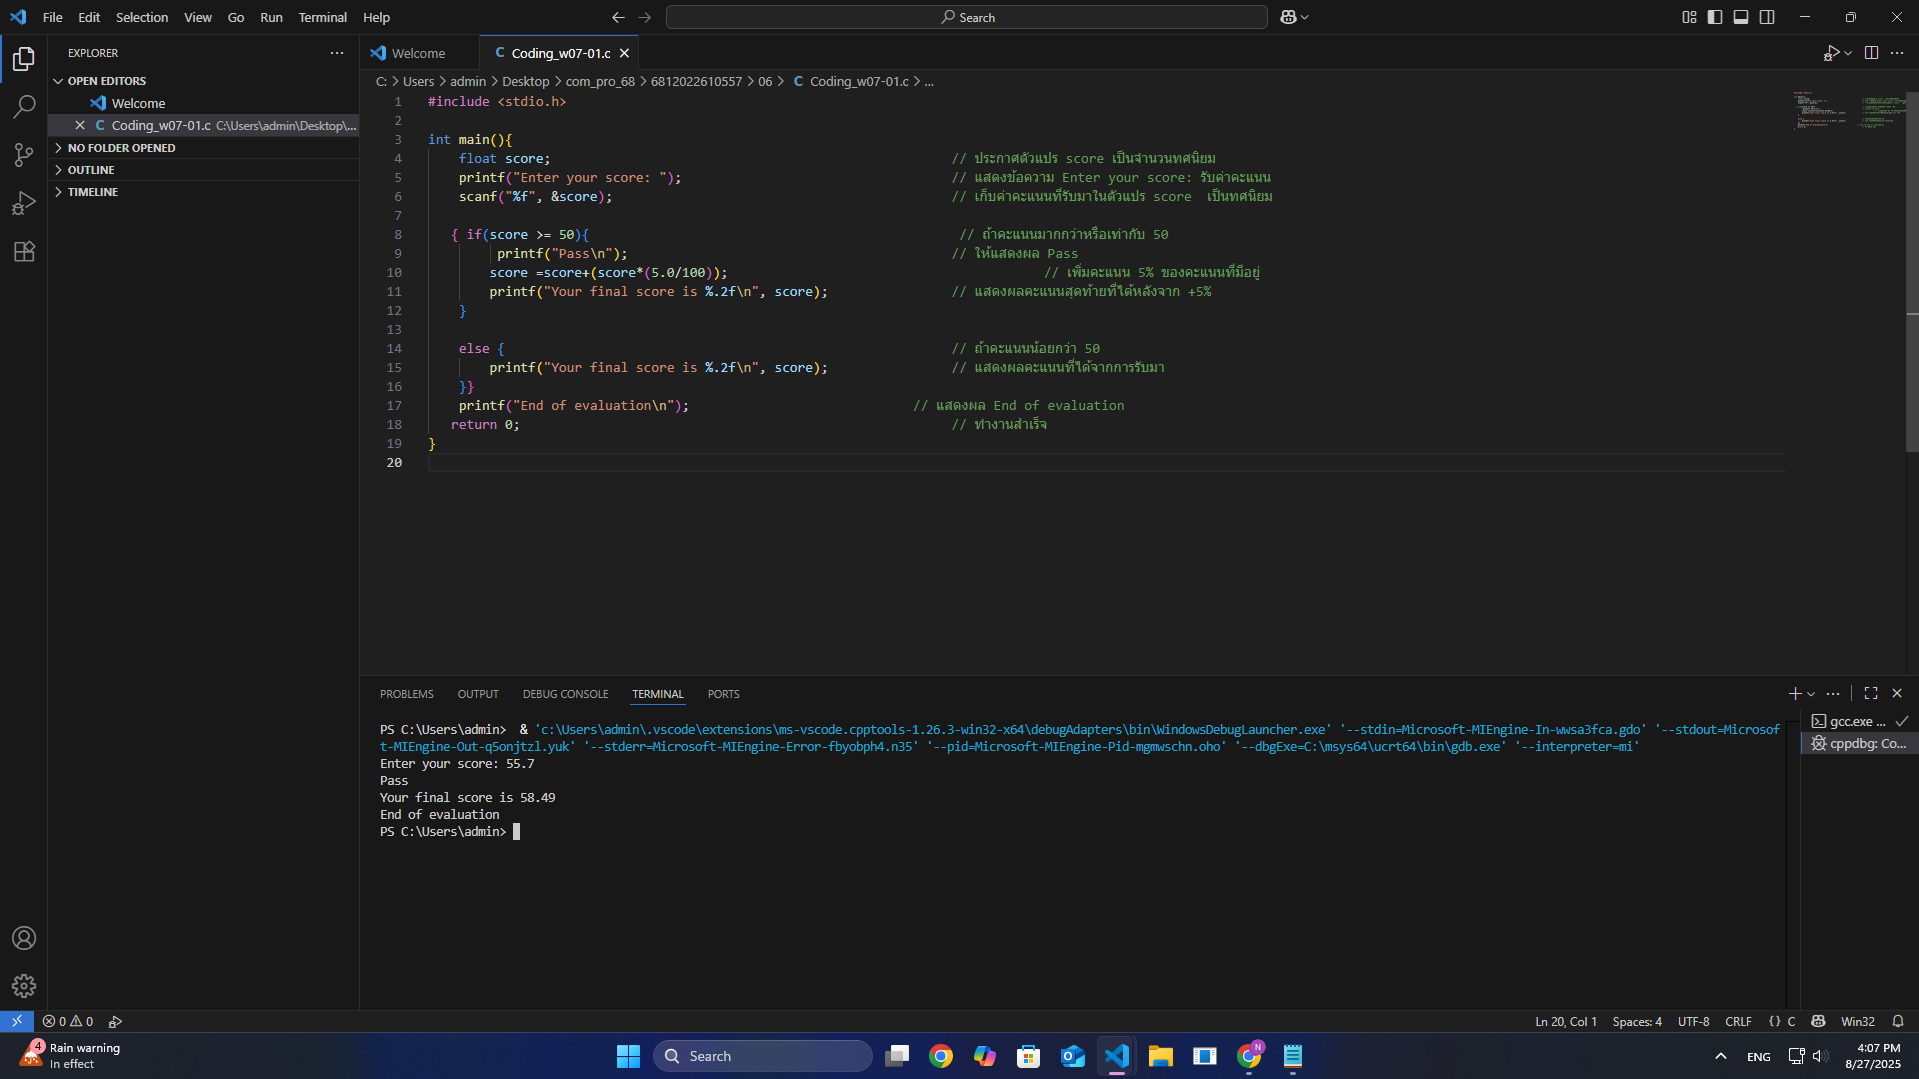 File Edit Selection View Go Run Terminal Help
Search
EXPLORER
OPEN EDITORS
Welcome
Coding_w07-01.c C:\Users\admin\Desktop\...
NO FOLDER OPENED
OUTLINE
TIMELINE
Welcome
C Coding_w07-01.c
C: > Users > admin > Desktop > com_pro_68 > 6812022610557 > 06 > C Coding_w07-01.c > ...
1 #include <stdio.h>
2
3 int main(){
4 float score; // ประกาศตัวแปร score เป็นจำนวนทศนิยม
5 printf("Enter your score: "); // แสดงข้อความ Enter your score: รับค่าคะแนน
6 scanf("%f", &score); // เก็บค่าคะแนนที่รับมาในตัวแปร score เป็นทศนิยม
7
8 { if(score >= 50){ // ถ้าคะแนนมากกว่าหรือเท่ากับ 50
9 printf("Pass\n"); // ให้แสดงผล Pass
10 score =score+(score*(5.0/100)); // เพิ่มคะแนน 5% ของคะแนนที่มีอยู่
11 printf("Your final score is %.2f\n", score); // แสดงผลคะแนนสุดท้ายที่ได้หลังจาก +5%
12 }
13
14 else { // ถ้าคะแนนน้อยกว่า 50
15 printf("Your final score is %.2f\n", score); // แสดงผลคะแนนที่ได้จากการรับมา
16 }}
17 printf("End of evaluation\n"); // แสดงผล End of evaluation
18 return 0; // ทำงานสำเร็จ
19 }
20
PROBLEMS OUTPUT DEBUG CONSOLE TERMINAL PORTS
PS C:\Users\admin> & 'c:\Users\admin\.vscode\extensions\ms-vscode.cpptools-1.26.3-win32-x64\debugAdapters\bin\WindowsDebugLauncher.exe' '--stdin=Microsoft-MIEngine-In-wwsa3fca.gdo' '--stdout=Microsof
t-MIEngine-Out-q5onjtzl.yuk' '--stderr=Microsoft-MIEngine-Error-fbyobph4.n35' '--pid=Microsoft-MIEngine-Pid-mgmwschn.oho' '--dbgExe=C:\msys64\ucrt64\bin\gdb.exe' '--interpreter=mi'
Enter your score: 55.7
Pass
Your final score is 58.49
End of evaluation
PS C:\Users\admin>
gcc.exe ...
cppdbg: Co...
0 0
Ln 20, Col 1 Spaces: 4 UTF-8 CRLF {} C Win32
4
Rain warning
In effect
Search
N
ENG
4:07 PM
8/27/2025